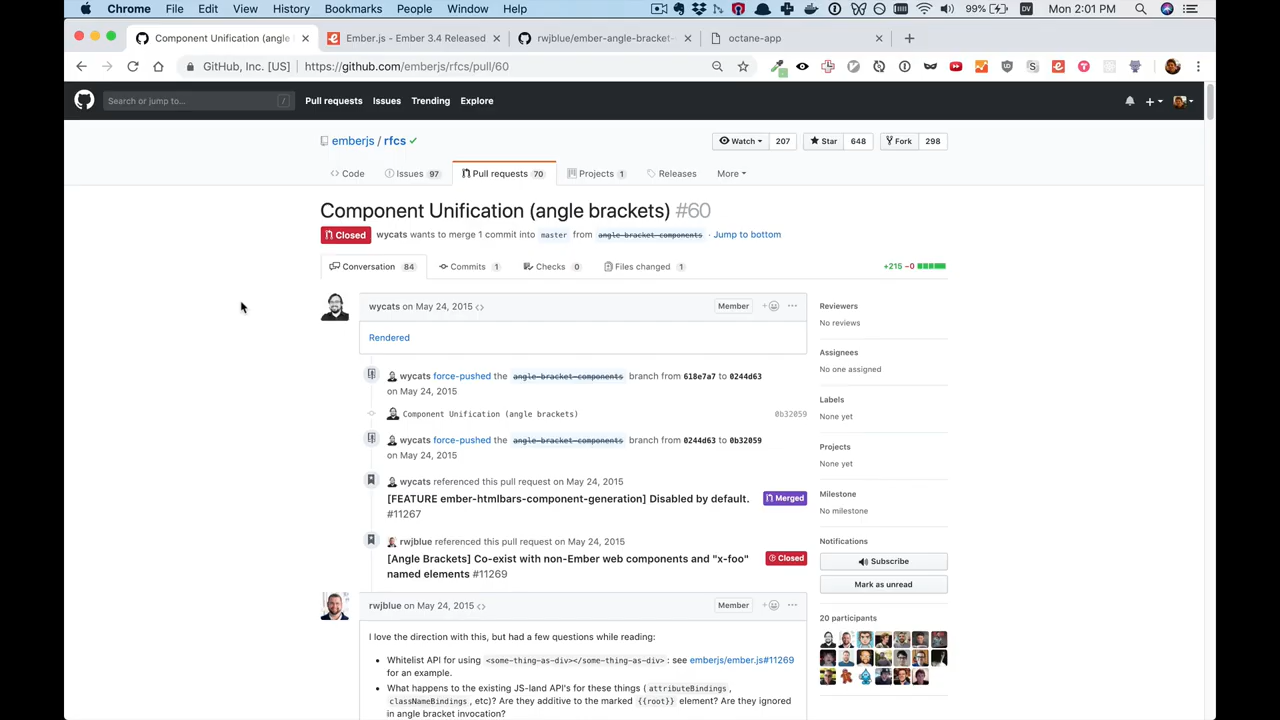 Chrome File Edit View History Bookmarks People Window Help 99% DV Mon 2:01 PM
Component Unification (angle Ember.js - Ember 3.4 Released rwjblue/ember-angle-bracket- octane-app
GitHub, Inc. [US] https://github.com/emberjs/rfcs/pull/60
Search or jump to... / Pull requests Issues Trending Explore
emberjs / rfcs Watch 207 Star 648 Fork 298
Code Issues 97 Pull requests 70 Projects 1 Releases More
Component Unification (angle brackets) #60
Closed wycats wants to merge 1 commit into master from angle-bracket-components · Jump to bottom
Conversation 84 Commits 1 Checks 0 Files changed 1 +215 −0
wycats on May 24, 2015 Member
Rendered
wycats force-pushed the angle-bracket-components branch from 618e7a7 to 0244d63
on May 24, 2015
Component Unification (angle brackets) 0b32059
wycats force-pushed the angle-bracket-components branch from 0244d63 to 0b32059
on May 24, 2015
wycats referenced this pull request on May 24, 2015
[FEATURE ember-htmlbars-component-generation] Disabled by default. Merged
#11267
rwjblue referenced this pull request on May 24, 2015
[Angle Brackets] Co-exist with non-Ember web components and "x-foo" Closed
named elements #11269
rwjblue on May 24, 2015 Member
I love the direction with this, but had a few questions while reading:
• Whitelist API for using <some-thing-as-div></some-thing-as-div> : see emberjs/ember.js#11269
for an example.
• What happens to the existing JS-land API's for these things ( attributeBindings ,
classNameBindings , etc)? Are they additive to the marked {{root}} element? Are they ignored
in angle bracket invocation?
Reviewers
No reviews
Assignees
No one assigned
Labels
None yet
Projects
None yet
Milestone
No milestone
Notifications
Subscribe
Mark as unread
20 participants